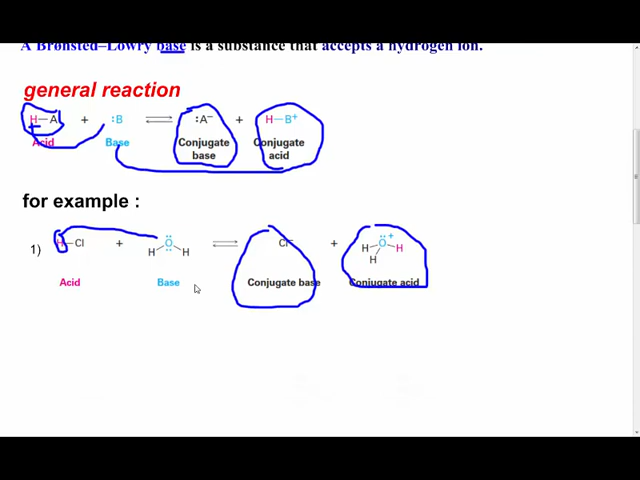 A Brønsted–Lowry base is a substance that accepts a hydrogen ion.
general reaction
H—A + :B ⇌ :A⁻ + H—B⁺
Acid Base Conjugate base Conjugate acid
for example :
1) H—Cl + H Ö H ⇌ Cl⁻ + H O⁺ H H
Acid Base Conjugate base Conjugate acid